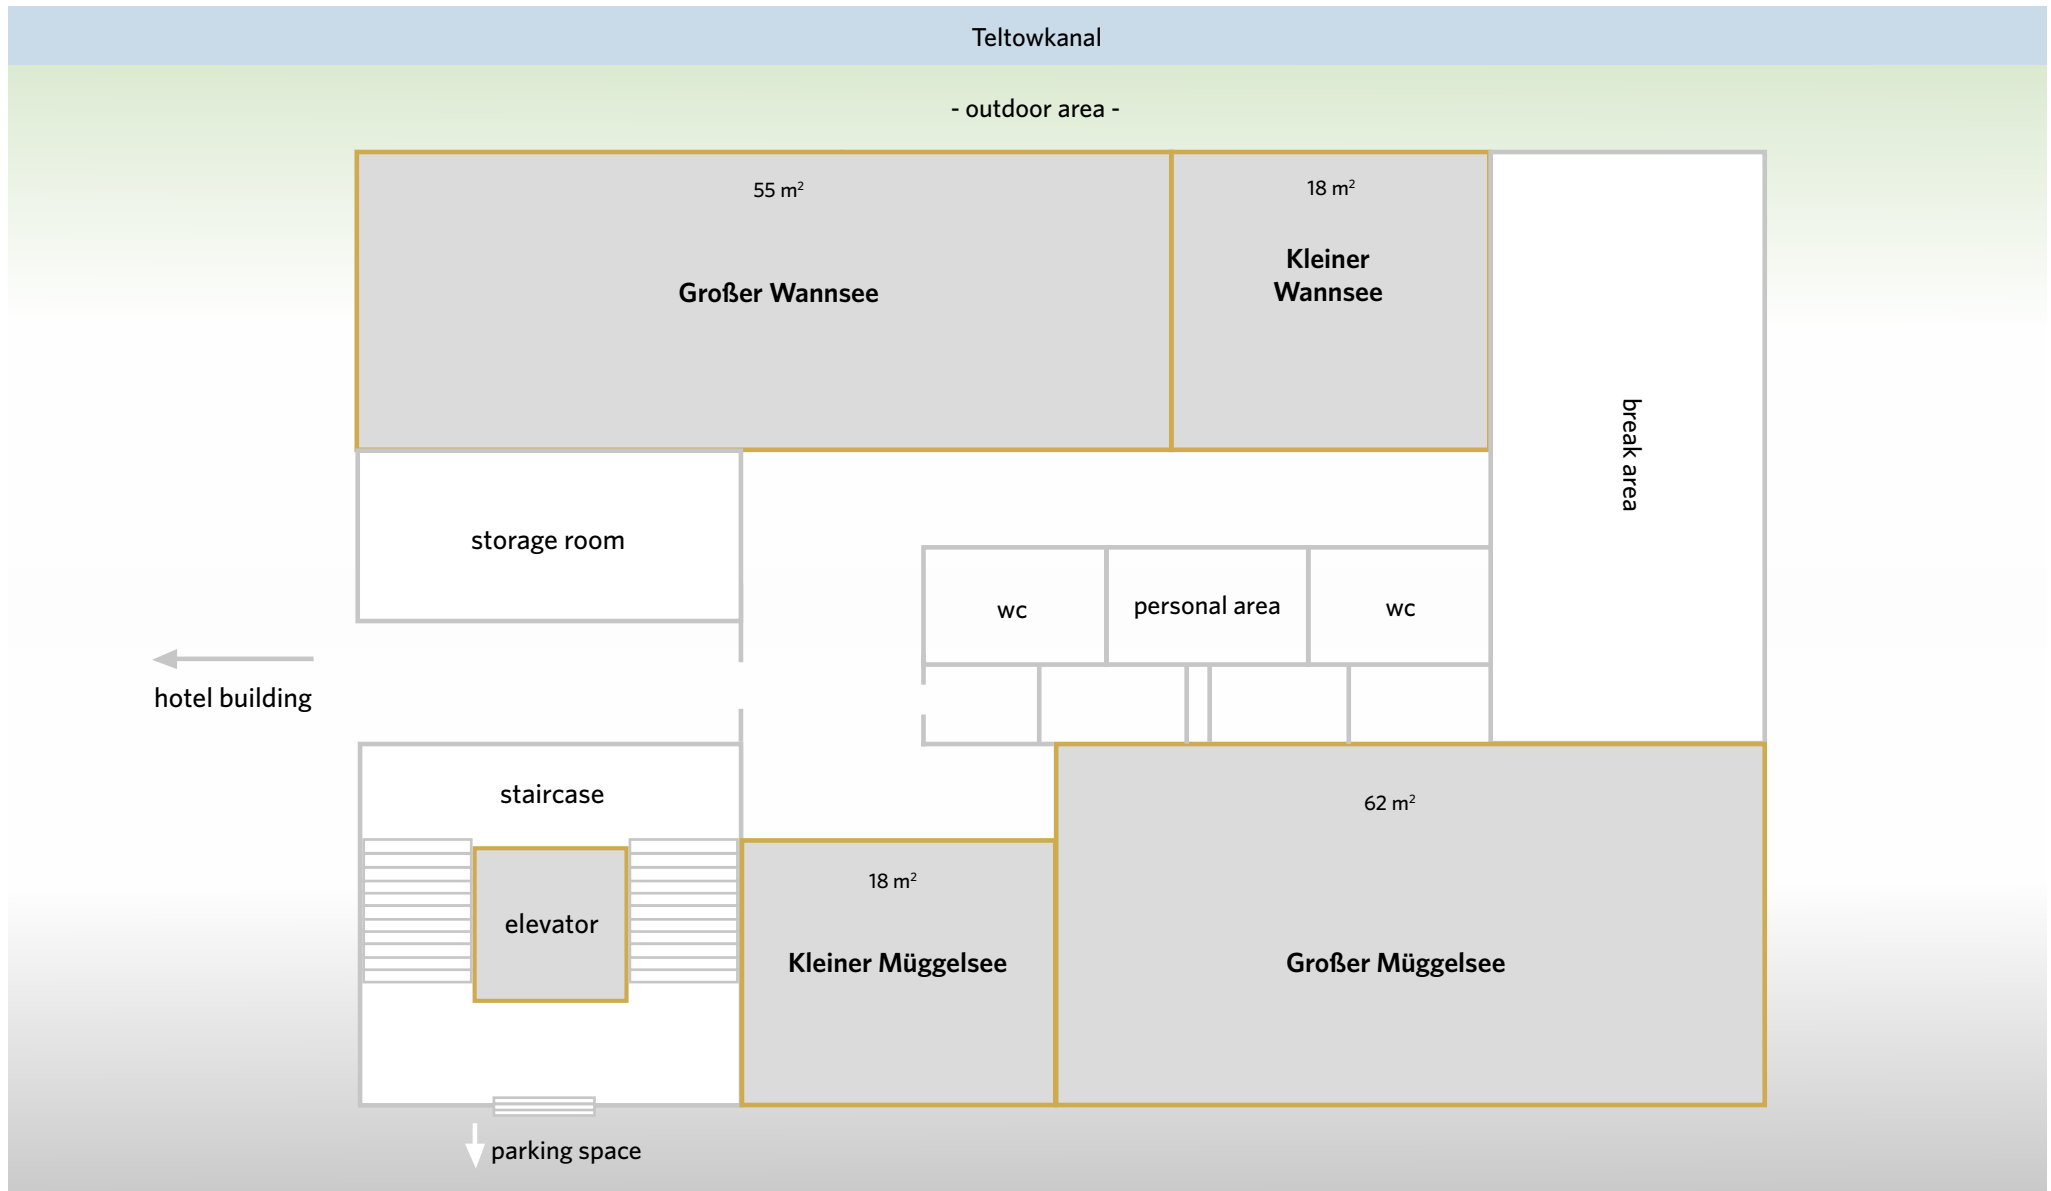 Teltowkanal
- outdoor area -
55 m²
18 m²
Großer Wannsee
Kleiner
Wannsee
break area
storage room
wc
personal area
wc
hotel building
staircase
62 m²
18 m²
elevator
Kleiner Müggelsee
Großer Müggelsee
parking space